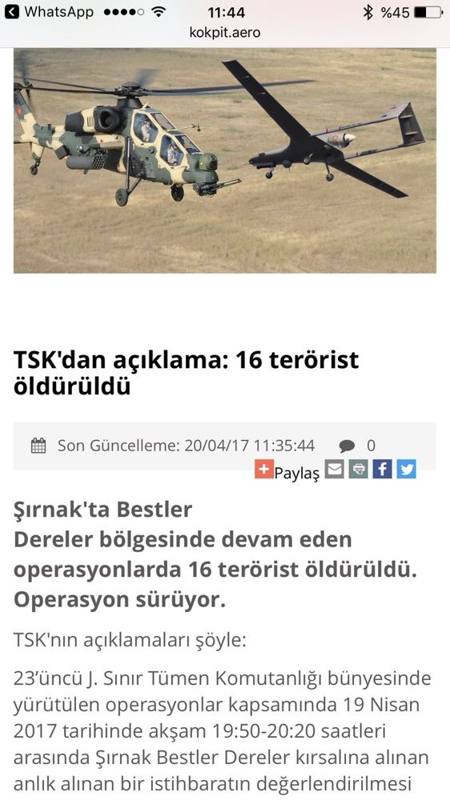 WhatsApp 11:44 %45
kokpit.aero
TSK'dan açıklama: 16 terörist
öldürüldü
Son Güncelleme: 20/04/17 11:35:44 0
Paylaş
Şırnak'ta Bestler
Dereler bölgesinde devam eden
operasyonlarda 16 terörist öldürüldü.
Operasyon sürüyor.
TSK'nın açıklamaları şöyle:
23’üncü J. Sınır Tümen Komutanlığı bünyesinde
yürütülen operasyonlar kapsamında 19 Nisan
2017 tarihinde akşam 19:50-20:20 saatleri
arasında Şırnak Bestler Dereler kırsalına alınan
anlık alınan bir istihbaratın değerlendirilmesi